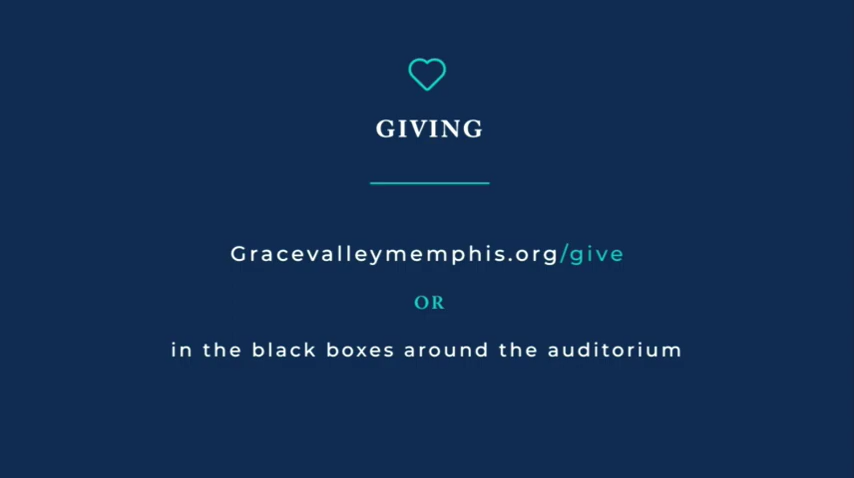 GIVING
Gracevalleymemphis.org/give
OR
in the black boxes around the auditorium